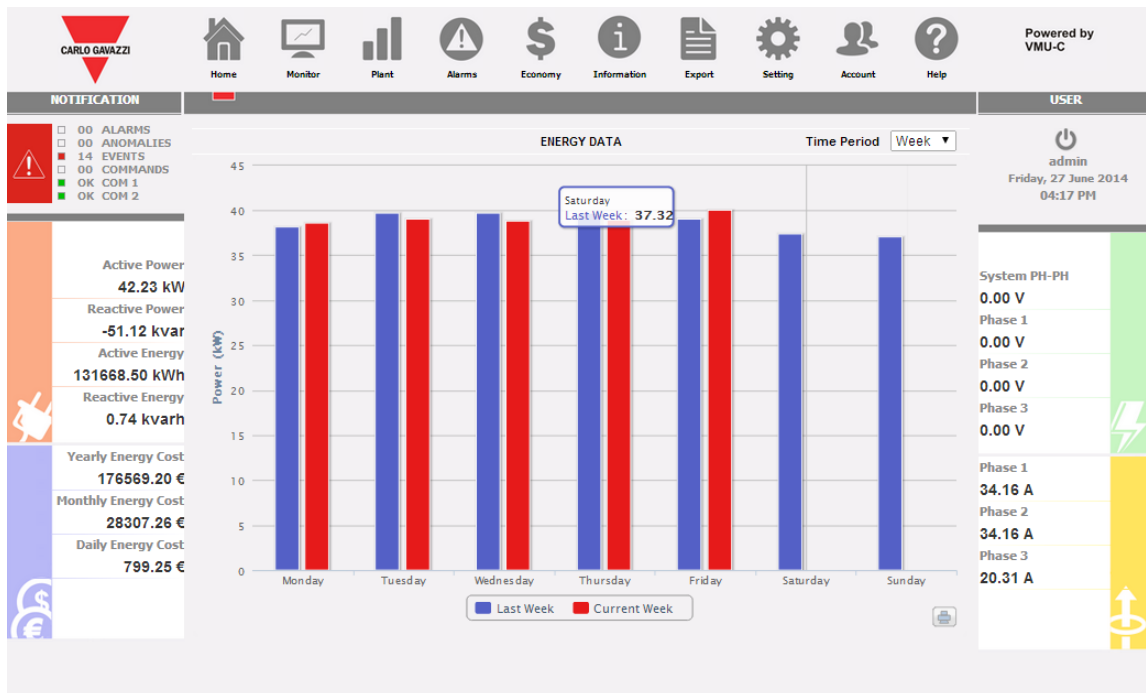 CARLO GAVAZZI
Home
Monitor
Plant
Alarms
Economy
Information
Export
Setting
Account
Help
Powered by
VMU-C
NOTIFICATION
USER
00 ALARMS
00 ANOMALIES
14 EVENTS
00 COMMANDS
OK COM 1
OK COM 2
Active Power
42.23 kW
Reactive Power
-51.12 kvar
Active Energy
131668.50 kWh
Reactive Energy
0.74 kvarh
Yearly Energy Cost
176569.20 €
Monthly Energy Cost
28307.26 €
Daily Energy Cost
799.25 €
$
€
ENERGY DATA
Time Period Week
Power (kW)
45
40
35
30
25
20
15
10
5
0
Saturday
Last Week: 37.32
Monday Tuesday Wednesday Thursday Friday Saturday Sunday
Last Week Current Week
admin
Friday, 27 June 2014
04:17 PM
System PH-PH
0.00 V
Phase 1
0.00 V
Phase 2
0.00 V
Phase 3
0.00 V
Phase 1
34.16 A
Phase 2
34.16 A
Phase 3
20.31 A